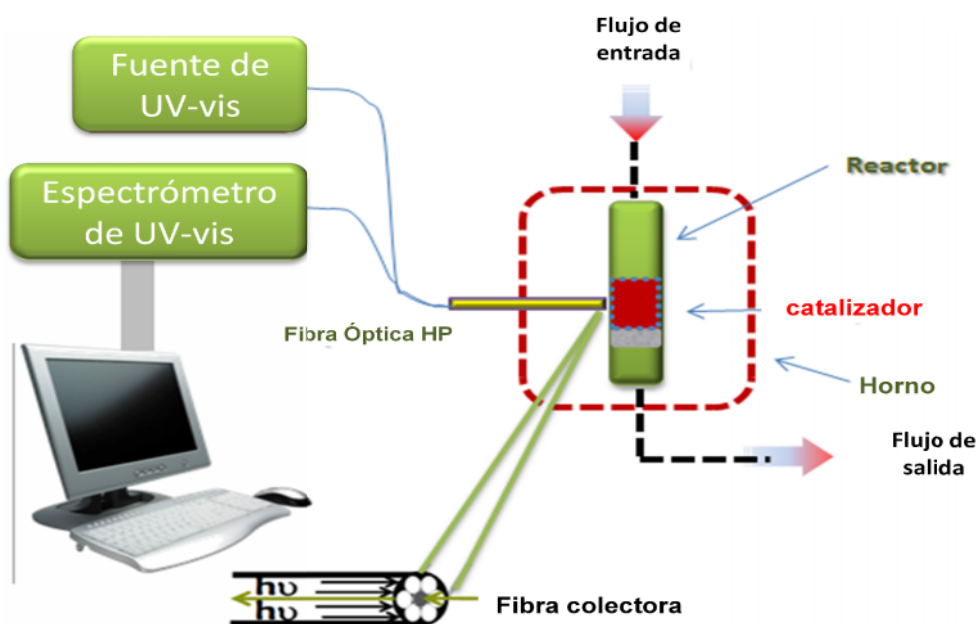 Flujo de
entrada
Fuente de
UV-vis
Reactor
Espectrómetro
de UV-vis
catalizador
Fibra Óptica HP
Horno
Flujo de
salida
hυ
hυ
Fibra colectora